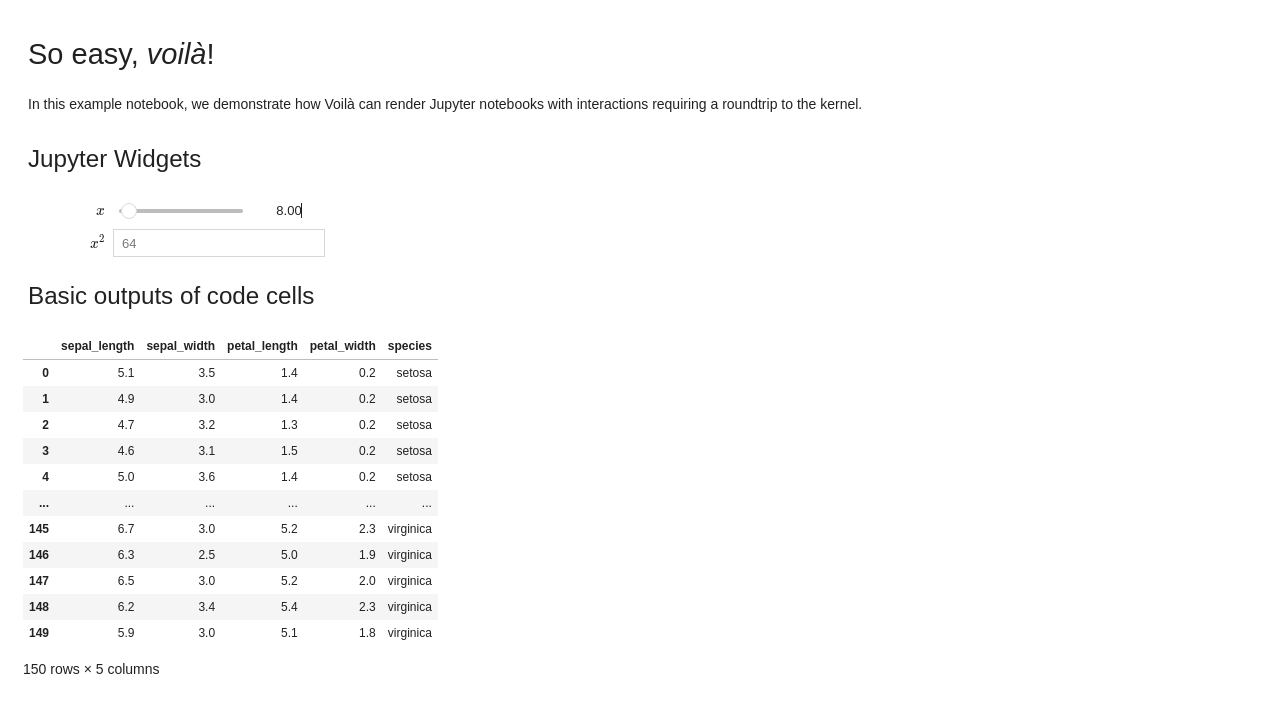 So easy, voilà!
In this example notebook, we demonstrate how Voilà can render Jupyter notebooks with interactions requiring a roundtrip to the kernel.
Jupyter Widgets
x 8.00
x² 64
Basic outputs of code cells
sepal_length sepal_width petal_length petal_width species
0 5.1 3.5 1.4 0.2 setosa
1 4.9 3.0 1.4 0.2 setosa
2 4.7 3.2 1.3 0.2 setosa
3 4.6 3.1 1.5 0.2 setosa
4 5.0 3.6 1.4 0.2 setosa
... ... ... ... ... ...
145 6.7 3.0 5.2 2.3 virginica
146 6.3 2.5 5.0 1.9 virginica
147 6.5 3.0 5.2 2.0 virginica
148 6.2 3.4 5.4 2.3 virginica
149 5.9 3.0 5.1 1.8 virginica
150 rows × 5 columns